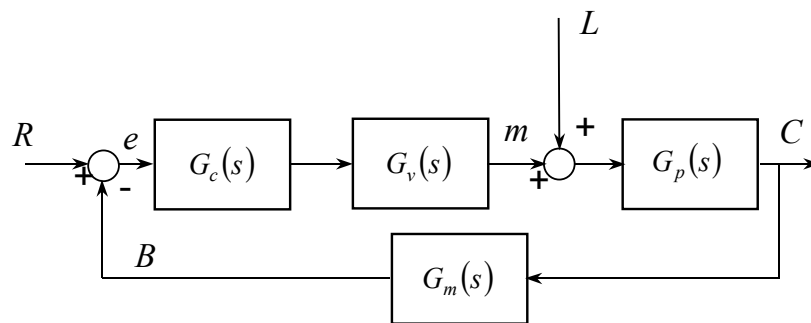 L
R + - e G_c(s) G_v(s) m + + G_p(s) C
B G_m(s)